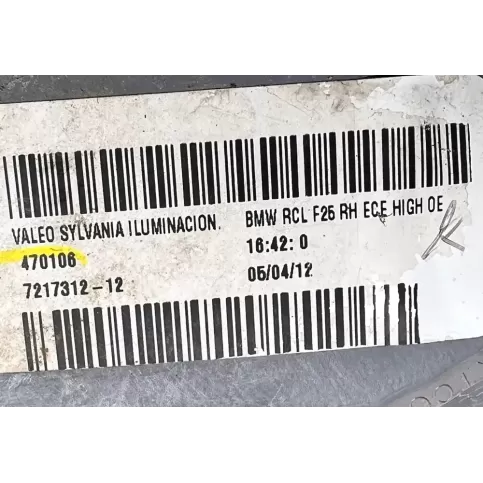 VALEO SYLVANIA ILUMINACION. BMW RCL F25 RH ECE HIGH OE
470106 16:42: 0
7217312-12 05/04/12